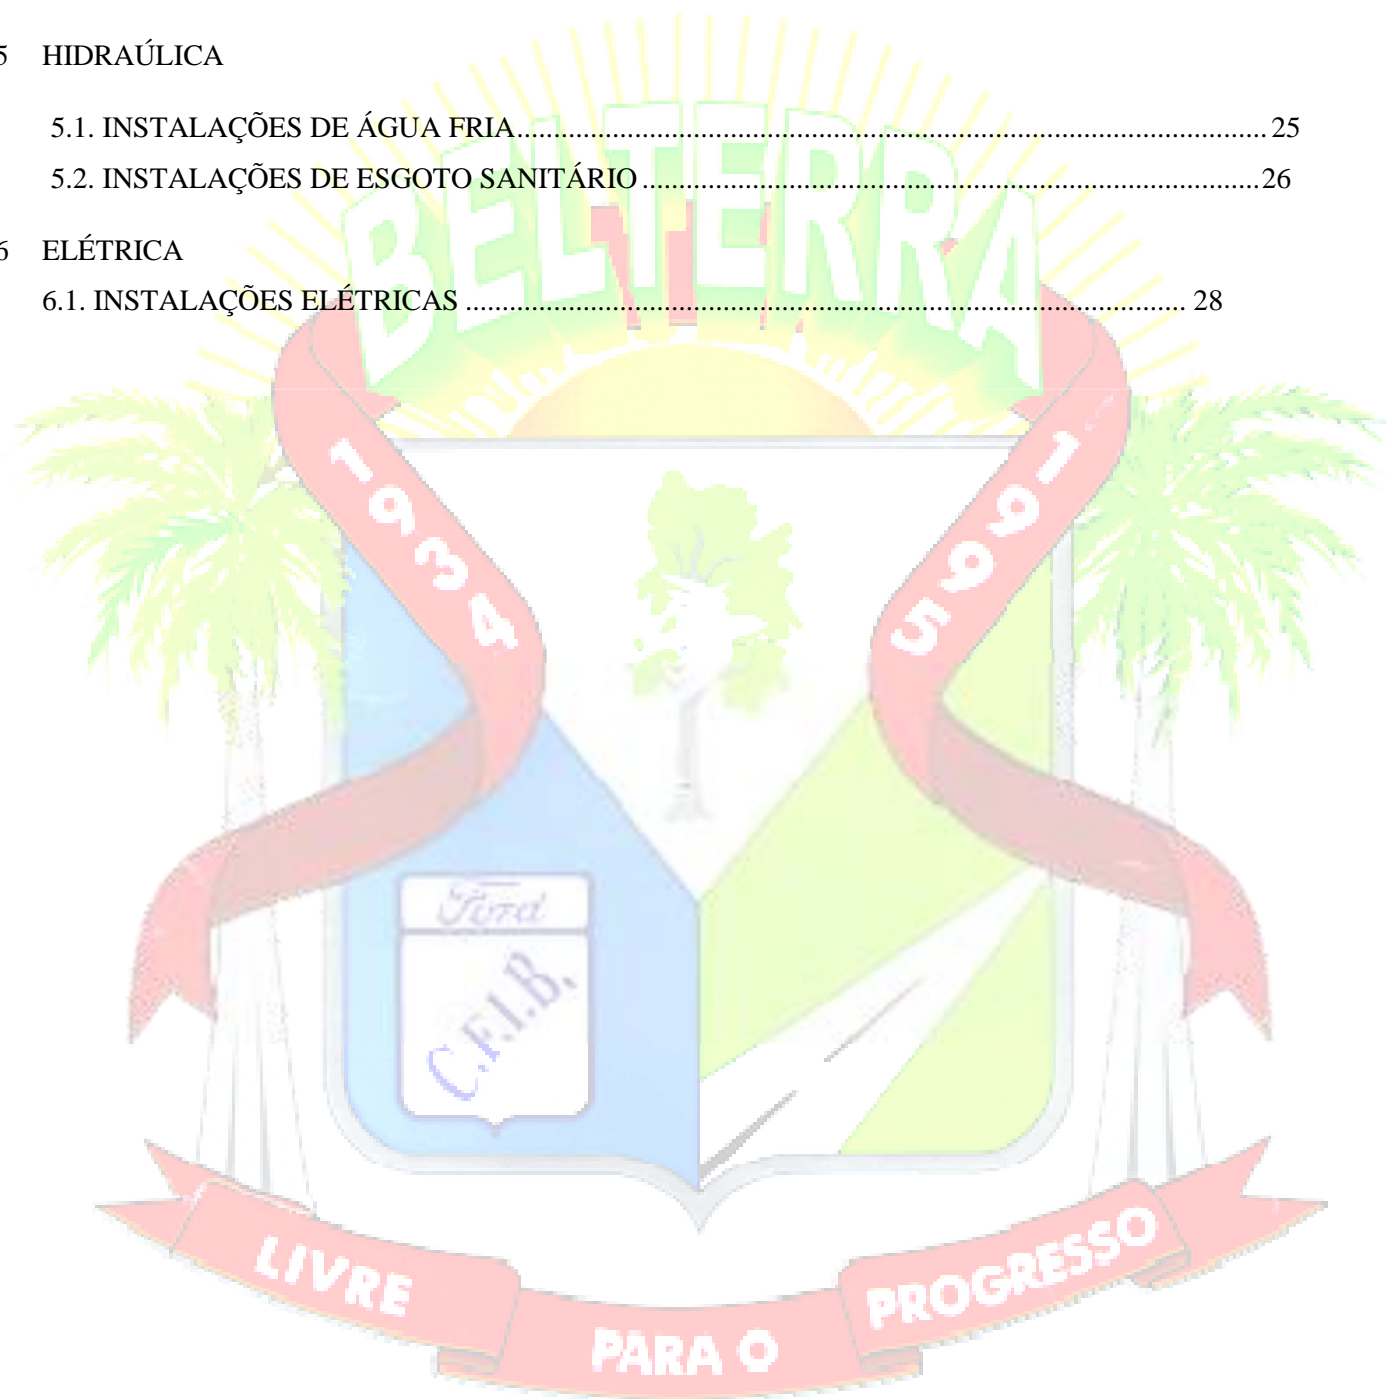 5 HIDRAÚLICA
5.1. INSTALAÇÕES DE ÁGUA FRIA........................................................................................................ 25
5.2. INSTALAÇÕES DE ESGOTO SANITÁRIO.....................................................................................26
6 ELÉTRICA
6.1. INSTALAÇÕES ELÉTRICAS.................................................................................................... 28
BELTERRA
1934
1995
Ford
C.F.I.B.
LIVRE PARA O PROGRESSO